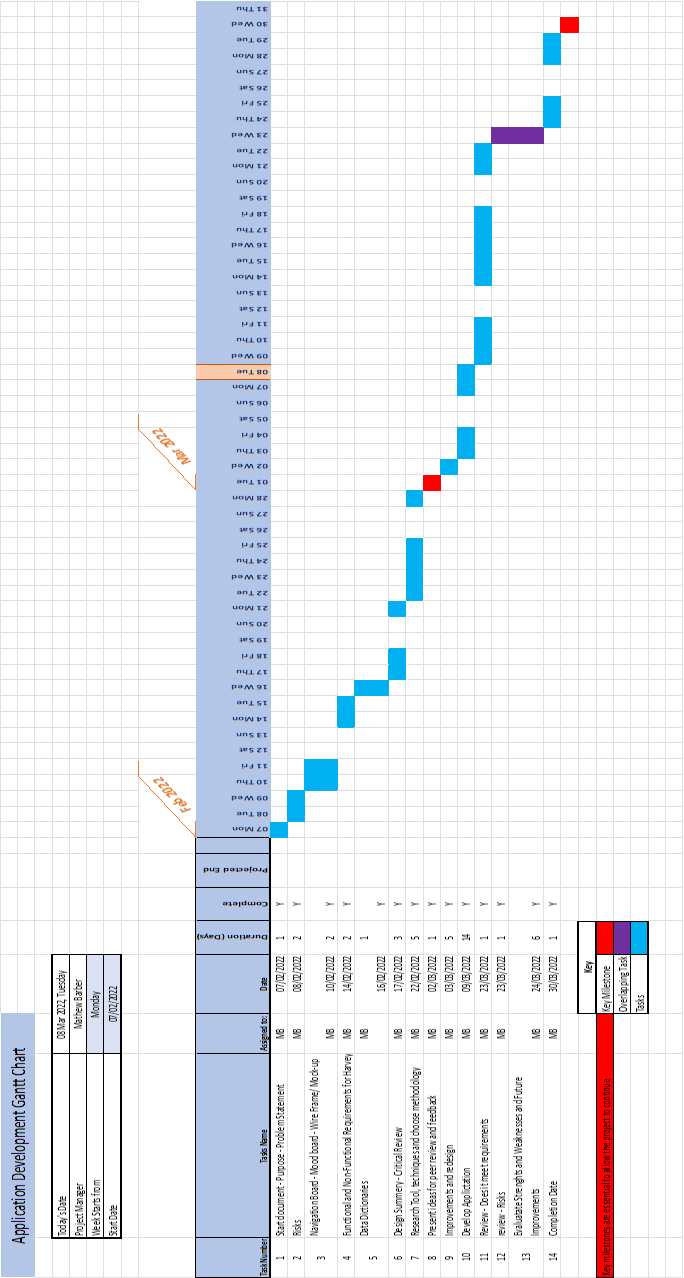 Application Development Gantt Chart
Today's Date 08 Mar 2022, Tuesday
Project Manager Mathew Barber
Week Starts from Monday
Start Date 07/02/2022
Feb 2022 Mar 2022
Task Number Tasks Name Assigned to: Date Duration (Days) Complete Projected End 07 Mon 08 Tue 09 Wed 10 Thu 11 Fri 12 Sat 13 Sun 14 Mon 15 Tue 16 Wed 17 Thu 18 Fri 19 Sat 20 Sun 21 Mon 22 Tue 23 Wed 24 Thu 25 Fri 26 Sat 27 Sun 28 Mon 01 Tue 02 Wed 03 Thu 04 Fri 05 Sat 06 Sun 07 Mon 08 Tue 09 Wed 10 Thu 11 Fri 12 Sat 13 Sun 14 Mon 15 Tue 16 Wed 17 Thu 18 Fri 19 Sat 20 Sun 21 Mon 22 Tue 23 Wed 24 Thu 25 Fri 26 Sat 27 Sun 28 Mon 29 Tue 30 Wed 31 Thu
1 Start document - Purpose - Problem Statement MB 07/02/2022 1 Y
2 Risks MB 08/02/2022 2 Y
3 Navigation Board - Mood board - Wire Frame/ Mock-up MB 10/02/2022 2 Y
4 Functional and Non-Functional Requirements for Harvey MB 14/02/2022 2 Y
5 Data Dictionaries MB 16/02/2022 1 Y
6 Design Summery - Critical Review MB 17/02/2022 3 Y
7 Research Tool, techniques and choose methodology MB 22/02/2022 5 Y
8 Present ideas for peer review and feedback MB 02/03/2022 1 Y
9 Improvements and redesign MB 03/03/2022 5 Y
10 Develop Applictation MB 09/03/2022 14 Y
11 Review - Does it meet requirements MB 23/03/2022 1 Y
12 review - Risks MB 23/03/2022 1 Y
13 Evaluatate Strenghts and Weaknesses and Future
Improvements MB 24/03/2022 6 Y
14 Completion Date MB 30/03/2022 1 Y
Key
Key milestones are essential to allow the project to continue Key Milestone
Overlapping Task
Tasks